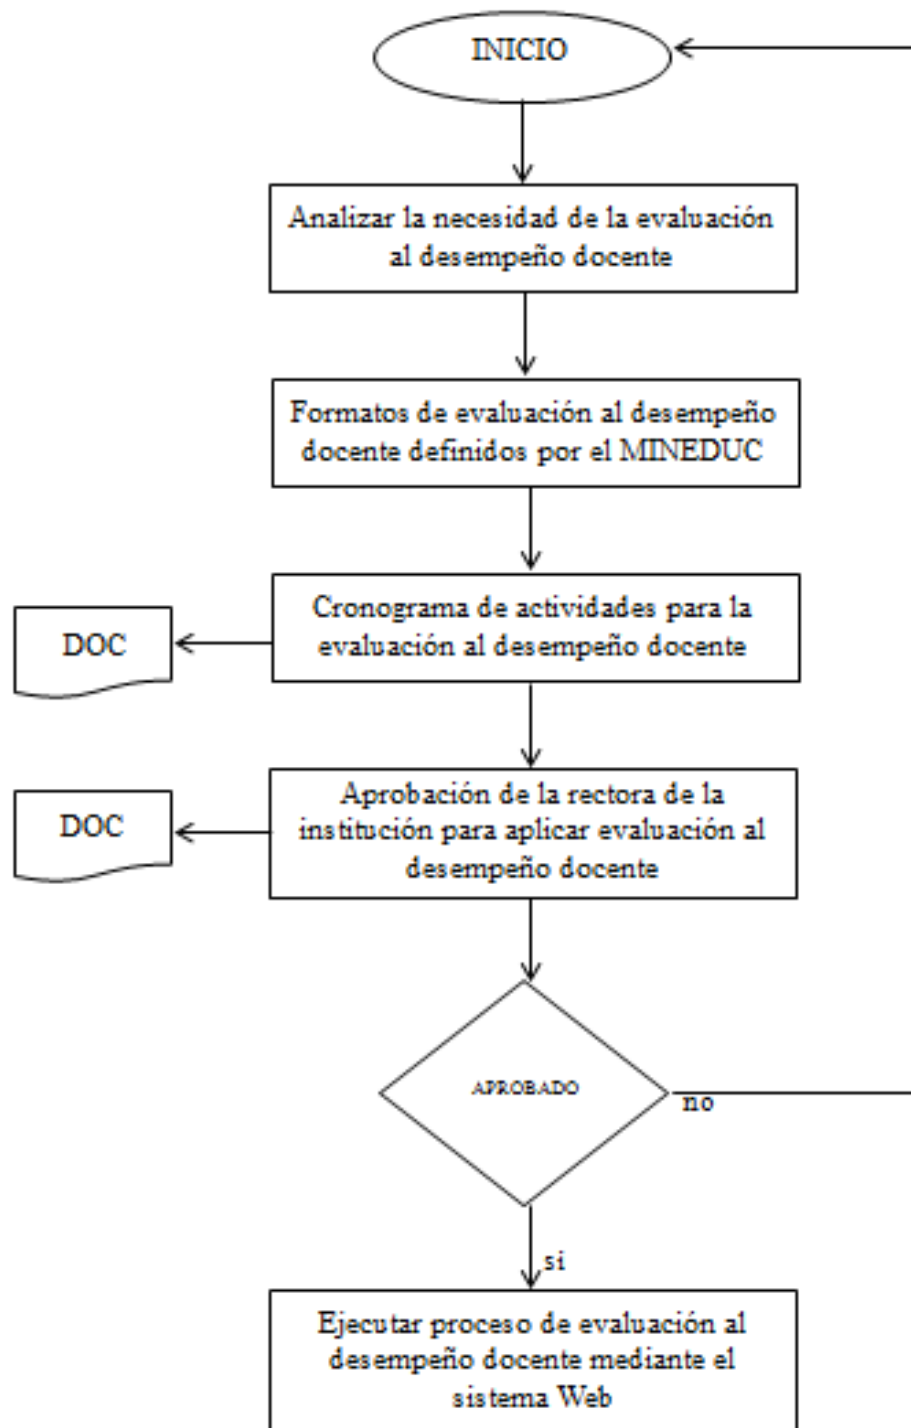 INICIO
Analizar la necesidad de la evaluación
al desempeño docente
Formatos de evaluación al desempeño
docente definidos por el MINEDUC
Cronograma de actividades para la
evaluación al desempeño docente
DOC
Aprobación de la rectora de la
institución para aplicar evaluación al
desempeño docente
DOC
APROBADO
no
si
Ejecutar proceso de evaluación al
desempeño docente mediante el
sistema Web